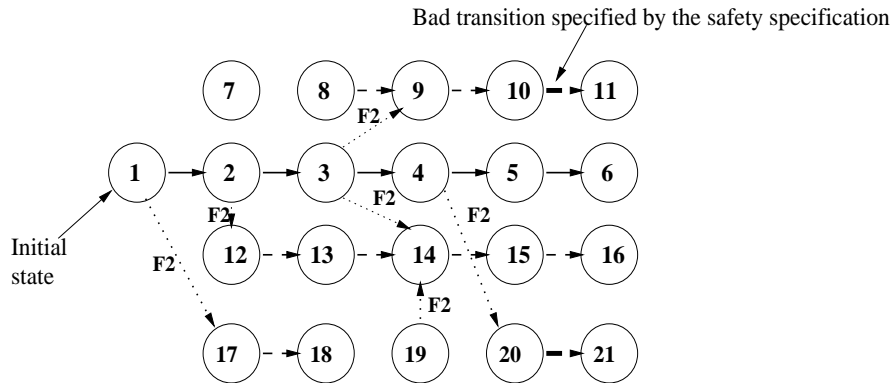 Bad transition specified by the safety specification
7 8 9 10 11
F2
1 2 3 4 5 6
F2 F2 F2
Initial
state
12 13 14 15 16
F2
F2
17 18 19 20 21